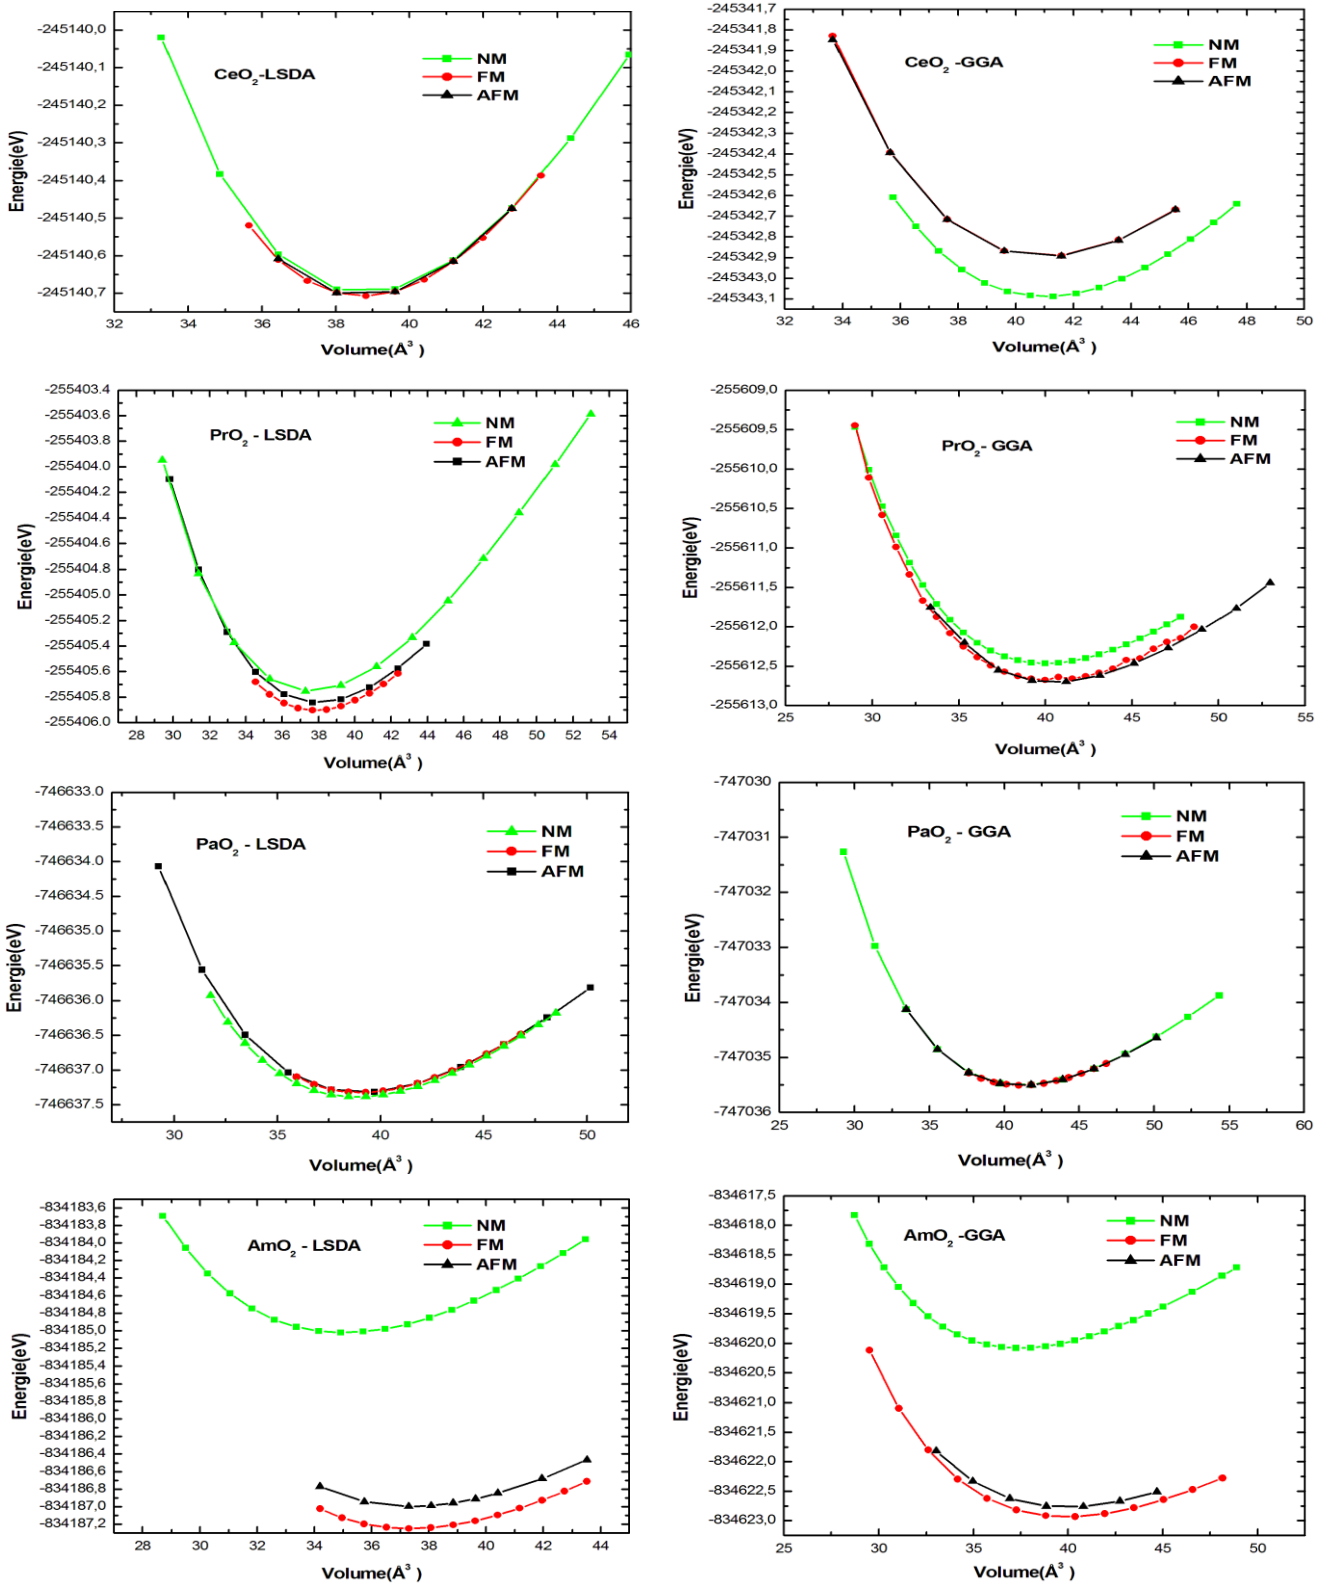 -245140,0
-245140,1
-245140,2
-245140,3
-245140,4
-245140,5
-245140,6
-245140,7
Energie(eV)
CeO2-LSDA
NM
FM
AFM
32 34 36 38 40 42 44 46
Volume(Å3 )
-245341,7
-245341,8
-245342,0
-245342,1
-245342,2
-245342,3
-245342,4
-245342,5
-245342,6
-245342,7
-245342,8
-245342,9
-245343,0
-245343,1
Energie(eV)
CeO2 -GGA
NM
FM
AFM
32 34 36 38 40 42 44 46 48 50
Volume(Å3 )
-255403.4
-255403.6
-255403.8
-255404.0
-255404.2
-255404.4
-255404.6
-255404.8
-255405.0
-255405.2
-255405.4
-255405.6
-255405.8
-255406.0
Energie(eV)
PrO2 - LSDA
NM
FM
AFM
28 30 32 34 36 38 40 42 44 46 48 50 52 54
Volume(Å3 )
-255609,0
-255609,5
-255610,0
-255610,5
-255611,0
-255611,5
-255612,0
-255612,5
-255613,0
Energie(eV)
PrO2- GGA
NM
FM
AFM
25 30 35 40 45 50 55
Volume(Å3 )
-746633.0
-746633.5
-746634.0
-746634.5
-746635.0
-746635.5
-746636.0
-746636.5
-746637.0
-746637.5
Energie(eV)
PaO2 - LSDA
NM
FM
AFM
30 35 40 45 50
Volume(Å3 )
-747030
-747031
-747032
-747033
-747034
-747035
-747036
Energie(eV)
PaO2 - GGA
NM
FM
AFM
25 30 35 40 45 50 55 60
Volume(Å3 )
-834183,6
-834183,8
-834184,0
-834184,2
-834184,4
-834184,6
-834184,8
-834185,0
-834185,2
-834185,4
-834185,6
-834185,8
-834186,0
-834186,2
-834186,4
-834186,6
-834186,8
-834187,0
-834187,2
Energie(eV)
AmO2 - LSDA
NM
FM
AFM
28 30 32 34 36 38 40 42 44
Volume(Å3 )
-834617,5
-834618,0
-834618,5
-834619,0
-834619,5
-834620,0
-834620,5
-834621,0
-834621,5
-834622,0
-834622,5
-834623,0
Energie(eV)
AmO2 -GGA
NM
FM
AFM
25 30 35 40 45 50
Volume(Å3 )